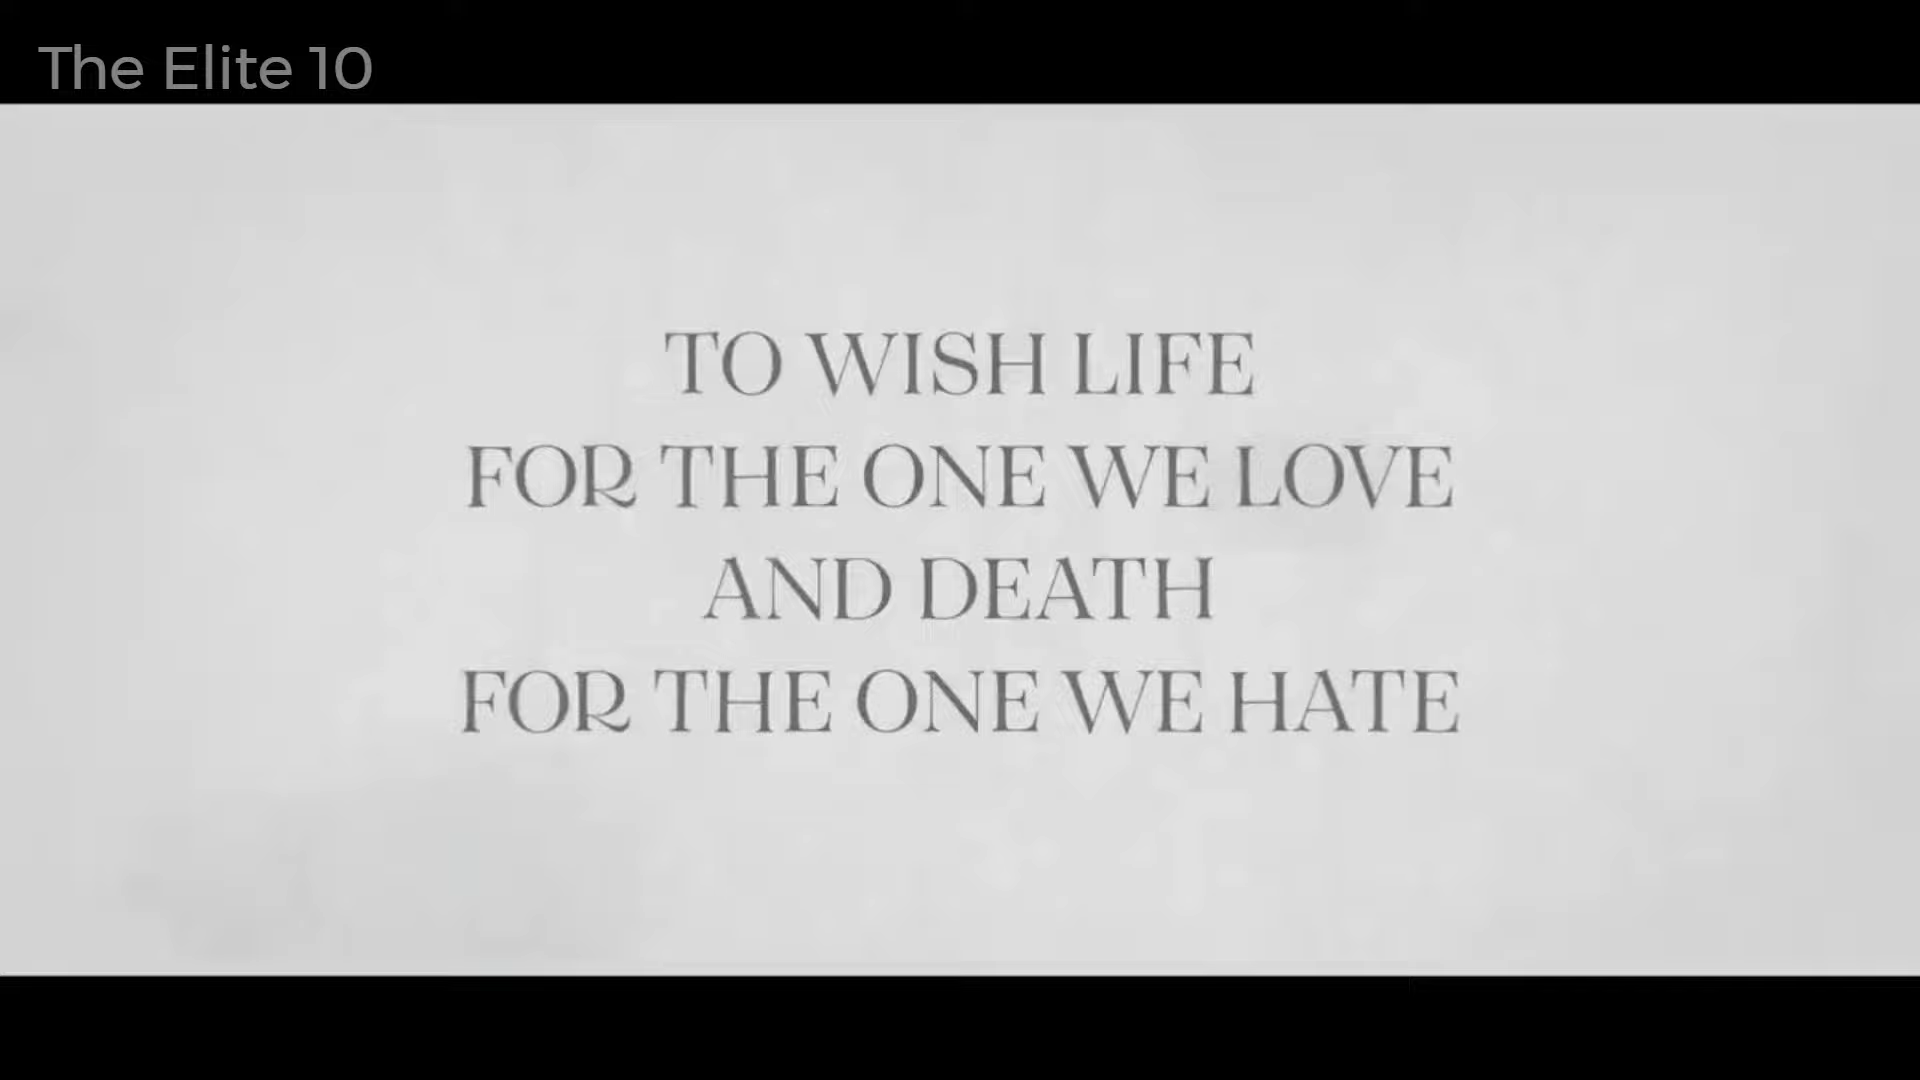 The Elite 10
TO WISH LIFE
FOR THE ONE WE LOVE
AND DEATH
FOR THE ONE WE HATE